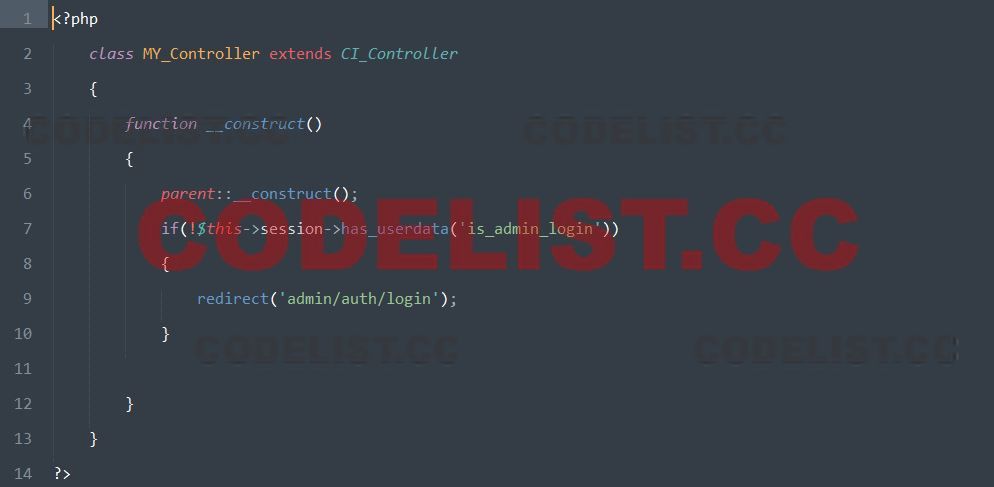 1 <?php
2 class MY_Controller extends CI_Controller
3 {
4 function __construct()
CODELIST.CC CODELIST.CC
5 {
6 parent::__construct();
7 if(!$this->session->has_userdata('is_admin_login'))
CODELIST.CC
8 {
9 redirect('admin/auth/login');
10 }
CODELIST.CC CODELIST.CC
11
12 }
13 }
14 ?>